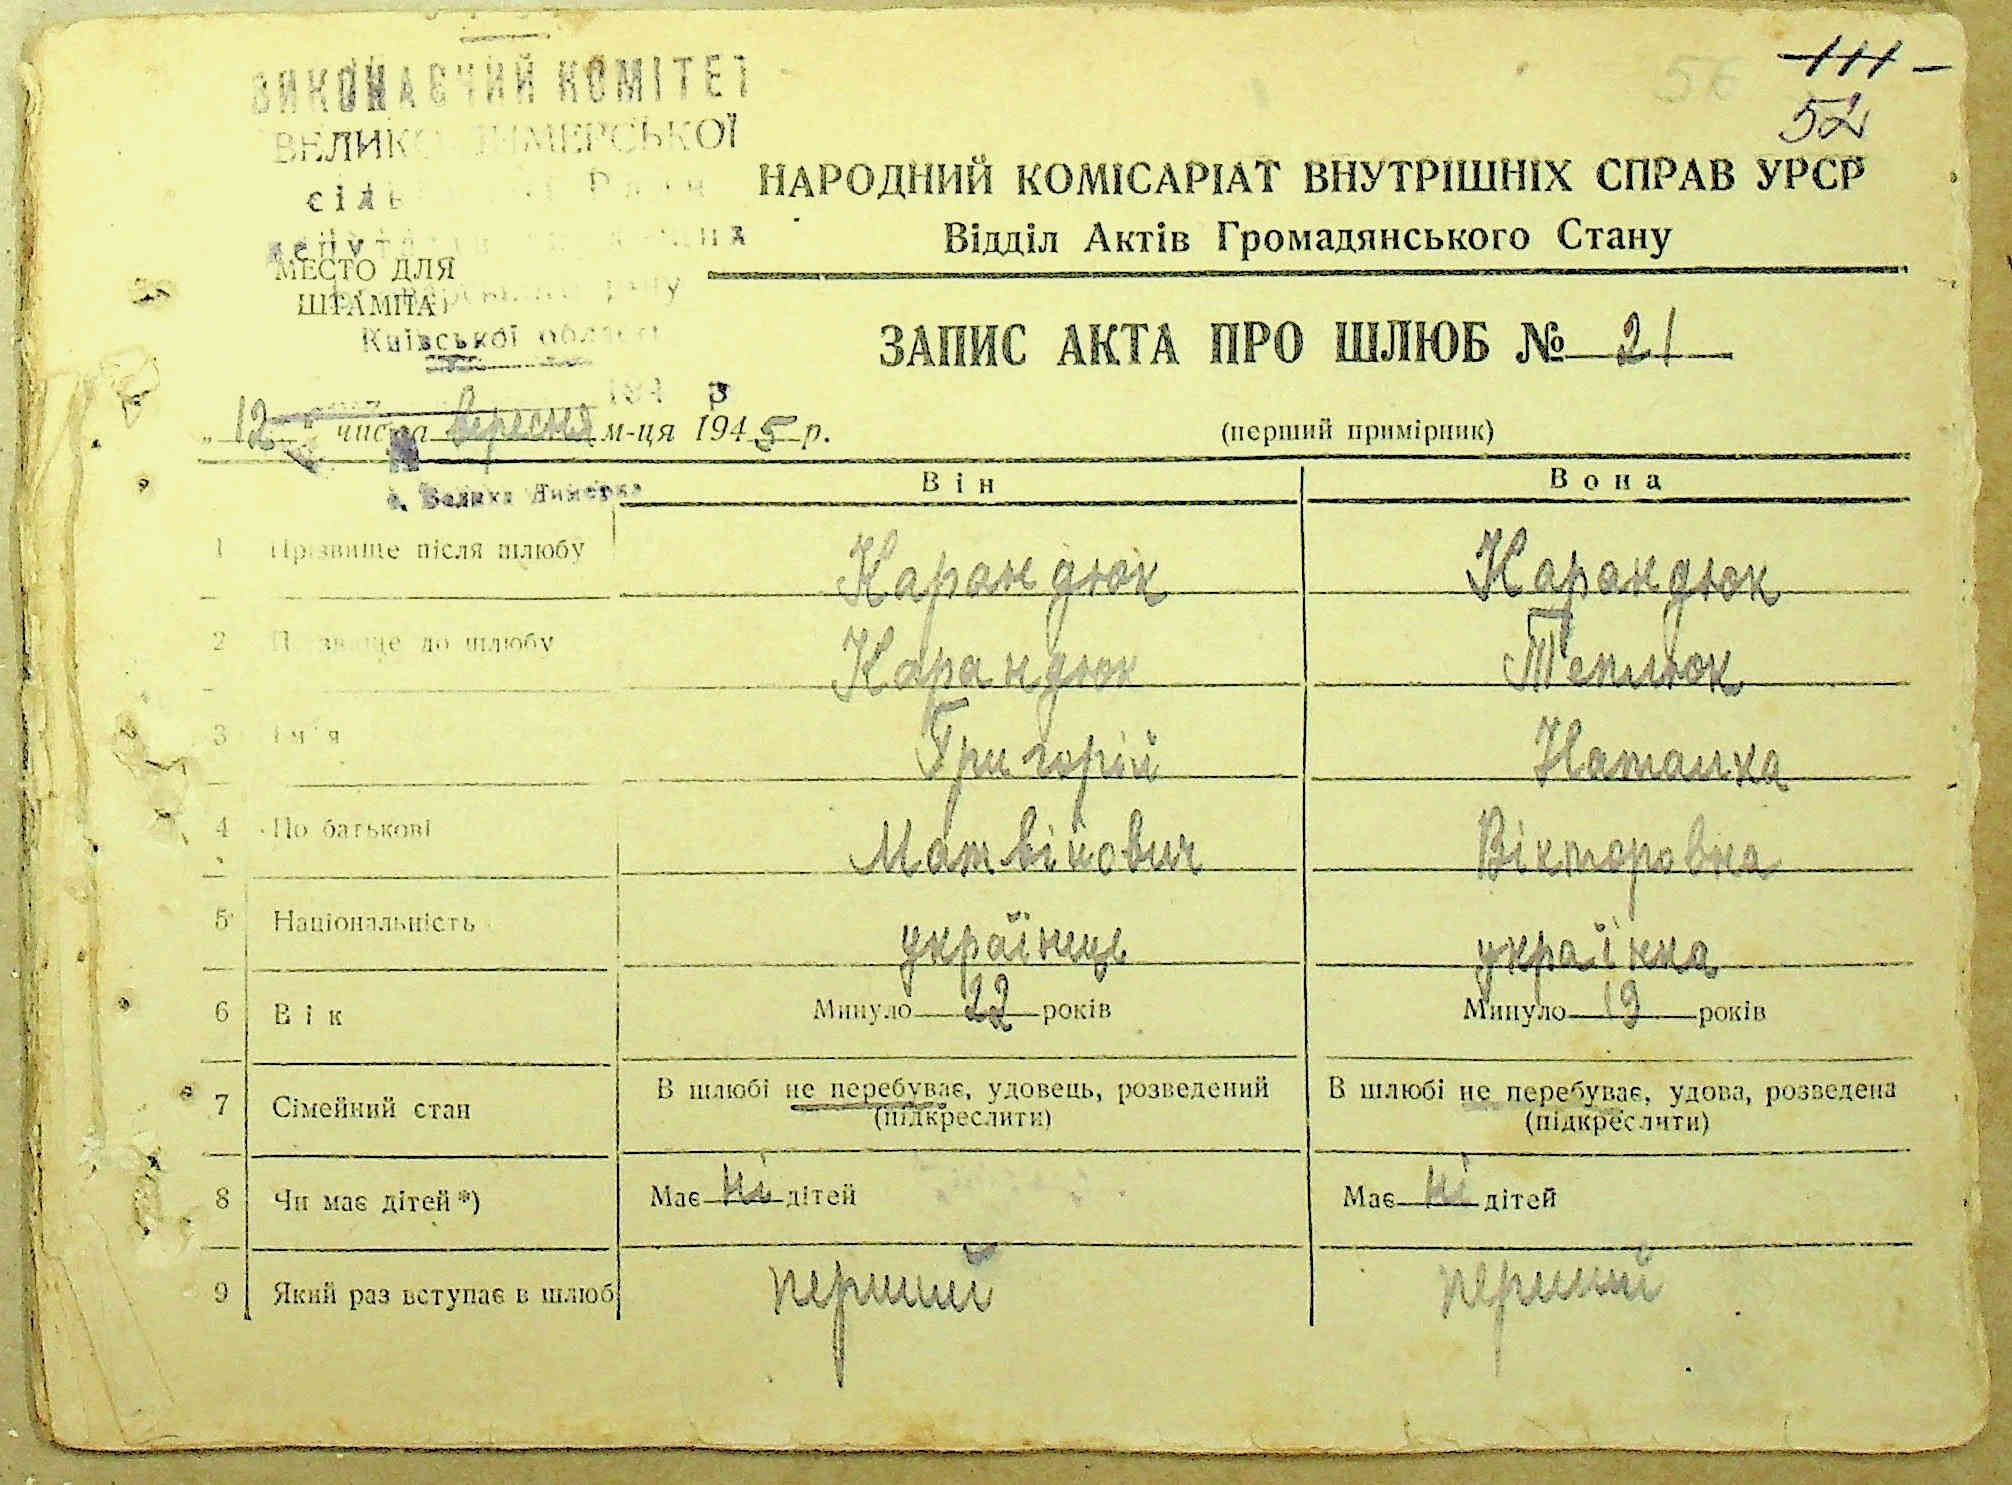 111 -
52
ВИКОНАВЧИЙ КОМІТЕТ
ВЕЛИКО ДИМЕРСЬКОЇ
НАРОДНИЙ КОМІСАРІАТ ВНУТРІШНІХ СПРАВ УРСР
Відділ Актів Громадянського Стану
МЕСТО ДЛЯ
ШТАМПА
Київської області
ЗАПИС АКТА ПРО ШЛЮБ № 21
„12" числа вересня м-ця 1945 р.
(перший примірник)
с. Велика Димерка
Він Вона
1 Прізвище після шлюбу Карандюк Карандюк
2 Прізвище до шлюбу Карандюк Теплюк
3 Ім'я Григорій Наталка
4 По батькові Матвійович Вікторовна
5 Національність українець українка
6 Вік Минуло 22 років Минуло 19 років
7 Сімейний стан В шлюбі не перебуває, удовець, розведений В шлюбі не перебуває, удова, розведена
(підкреслити) (підкреслити)
8 Чи має дітей*) Має ні дітей Має ні дітей
9 Який раз вступає в шлюб перший перший